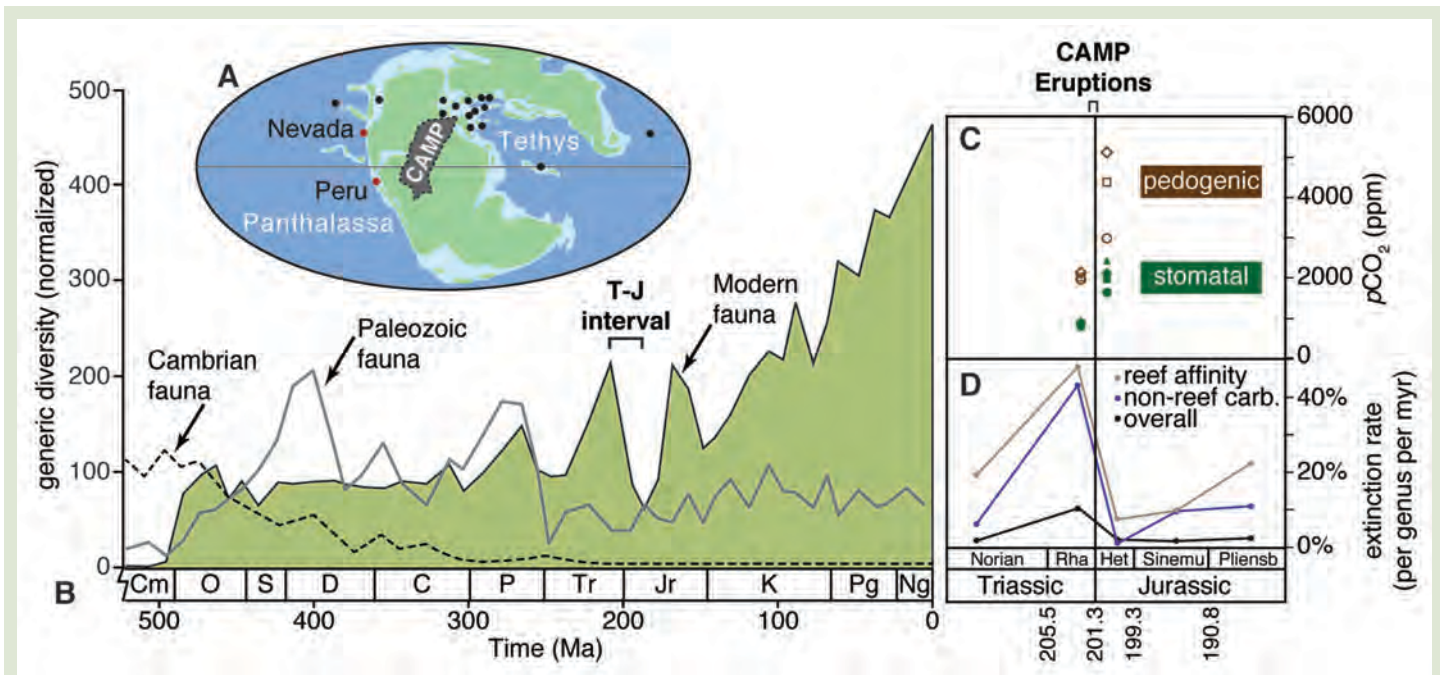 A
Nevada
Peru
Panthalassa
CAMP
Tethys
500
400
300
200
100
0
generic diversity (normalized)
Cambrian
fauna
Paleozoic
fauna
T-J
interval
Modern
fauna
B
Cm
O
S
D
C
P
Tr
Jr
K
Pg
Ng
500
400
300
200
100
0
Time (Ma)
CAMP
Eruptions
C
pedogenic
stomatal
6000
4000
2000
0
pCO2 (ppm)
D
reef affinity
non-reef carb.
overall
40%
20%
0%
extinction rate
(per genus per myr)
Norian
Rha
Het
Sinemu
Pliensb
Triassic
Jurassic
205.5
201.3
199.3
190.8